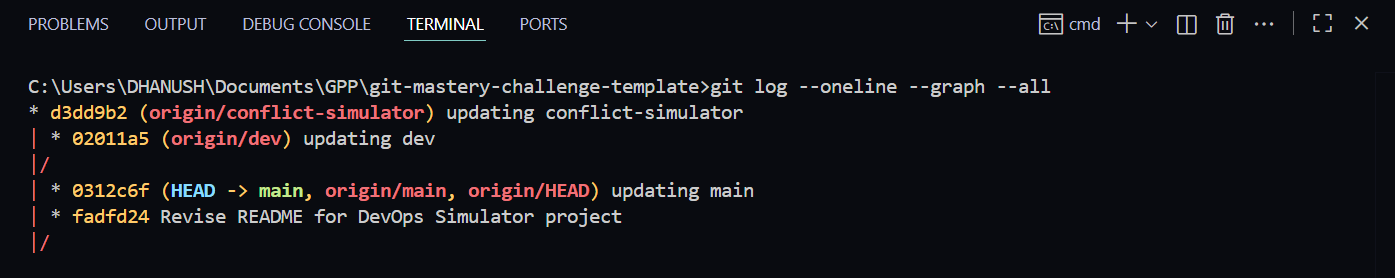 PROBLEMS OUTPUT DEBUG CONSOLE TERMINAL PORTS cmd
C:\Users\DHANUSH\Documents\GPP\git-mastery-challenge-template>git log --oneline --graph --all
* d3dd9b2 (origin/conflict-simulator) updating conflict-simulator
| * 02011a5 (origin/dev) updating dev
|/
| * 0312c6f (HEAD -> main, origin/main, origin/HEAD) updating main
| * fadfd24 Revise README for DevOps Simulator project
|/